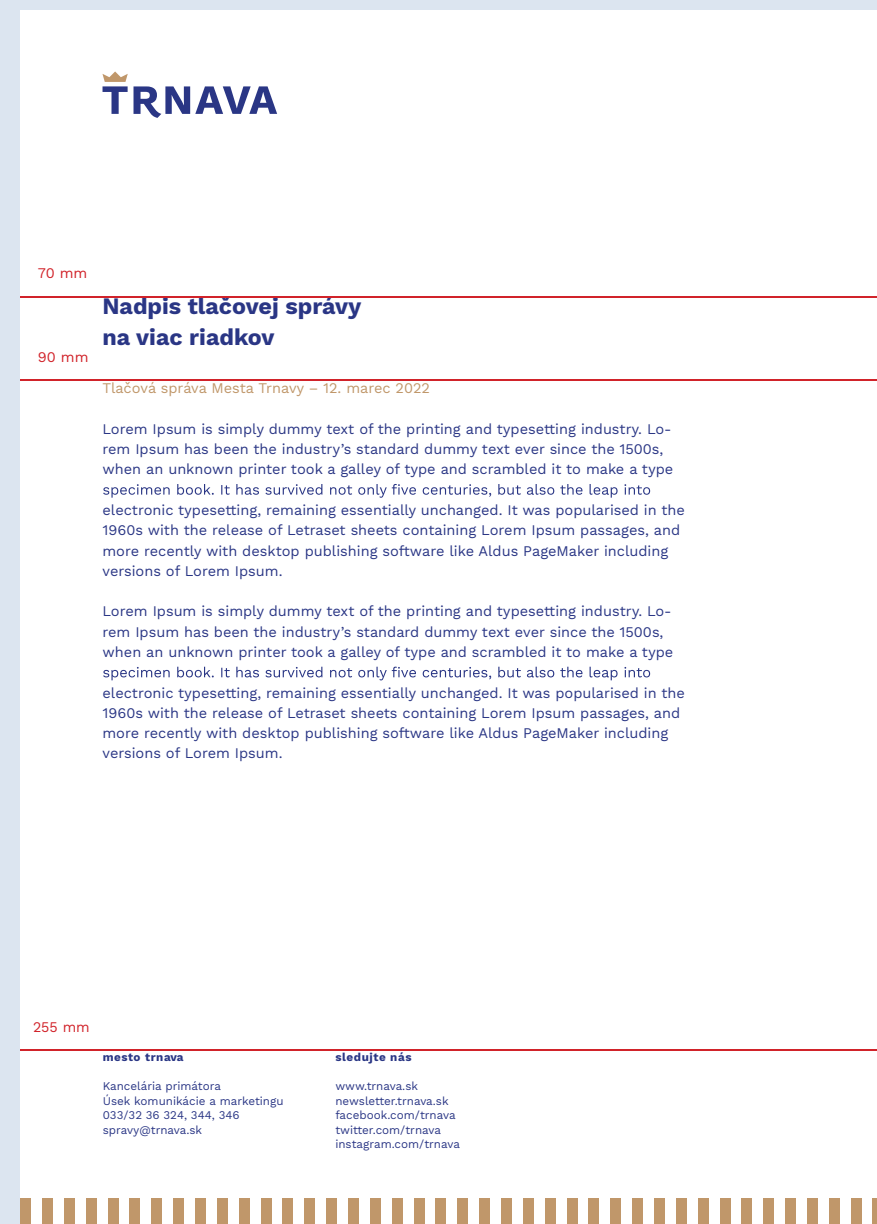 TRNAVA
70 mm
Nadpis tlačovej správy
na viac riadkov
90 mm
Tlačová správa Mesta Trnavy – 12. marec 2022
Lorem Ipsum is simply dummy text of the printing and typesetting industry. Lo-
rem Ipsum has been the industry’s standard dummy text ever since the 1500s,
when an unknown printer took a galley of type and scrambled it to make a type
specimen book. It has survived not only five centuries, but also the leap into
electronic typesetting, remaining essentially unchanged. It was popularised in the
1960s with the release of Letraset sheets containing Lorem Ipsum passages, and
more recently with desktop publishing software like Aldus PageMaker including
versions of Lorem Ipsum.
Lorem Ipsum is simply dummy text of the printing and typesetting industry. Lo-
rem Ipsum has been the industry’s standard dummy text ever since the 1500s,
when an unknown printer took a galley of type and scrambled it to make a type
specimen book. It has survived not only five centuries, but also the leap into
electronic typesetting, remaining essentially unchanged. It was popularised in the
1960s with the release of Letraset sheets containing Lorem Ipsum passages, and
more recently with desktop publishing software like Aldus PageMaker including
versions of Lorem Ipsum.
255 mm
mesto trnava
Kancelária primátora
Úsek komunikácie a marketingu
033/32 36 324, 344, 346
spravy@trnava.sk
sledujte nás
www.trnava.sk
newsletter.trnava.sk
facebook.com/trnava
twitter.com/trnava
instagram.com/trnava